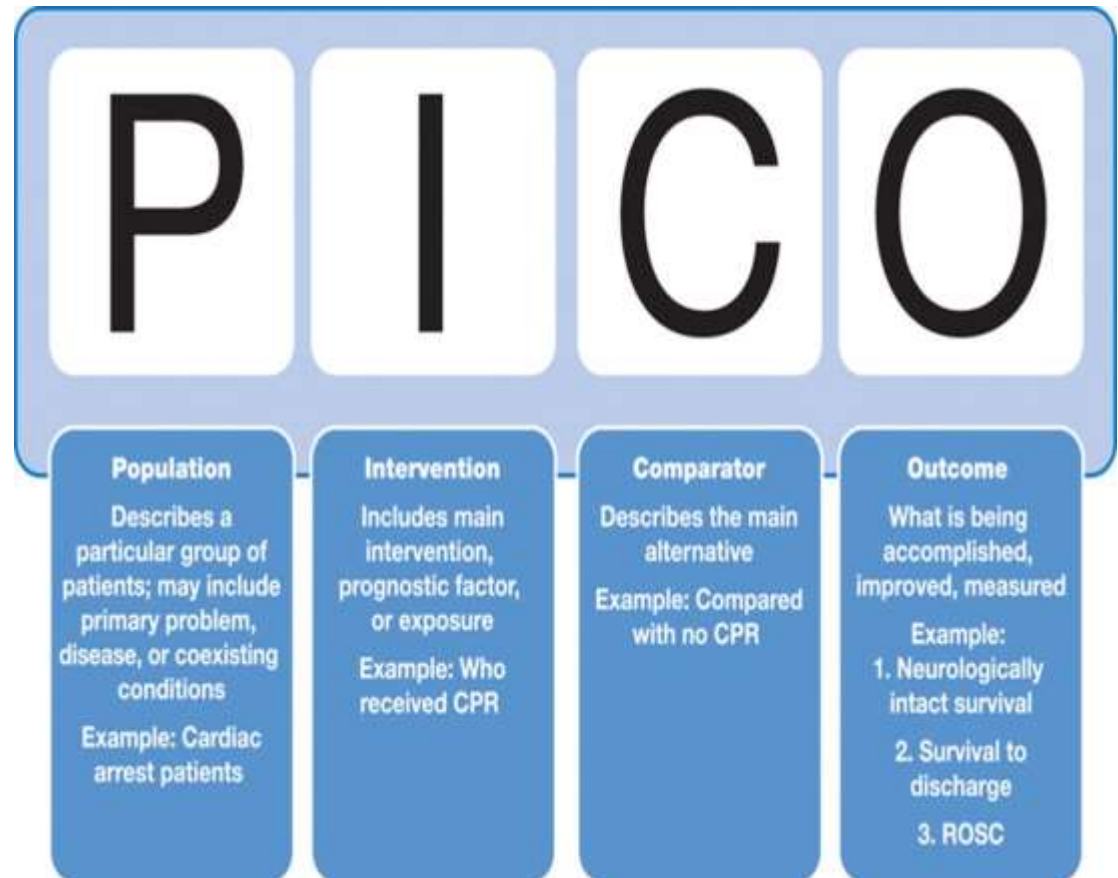 P I C O
Population
Describes a
particular group of
patients; may include
primary problem,
disease, or coexisting
conditions
Example: Cardiac
arrest patients
Intervention
Includes main
intervention,
prognostic factor,
or exposure
Example: Who
received CPR
Comparator
Describes the main
alternative
Example: Compared
with no CPR
Outcome
What is being
accomplished,
improved, measured
Example:
1. Neurologically
intact survival
2. Survival to
discharge
3. ROSC